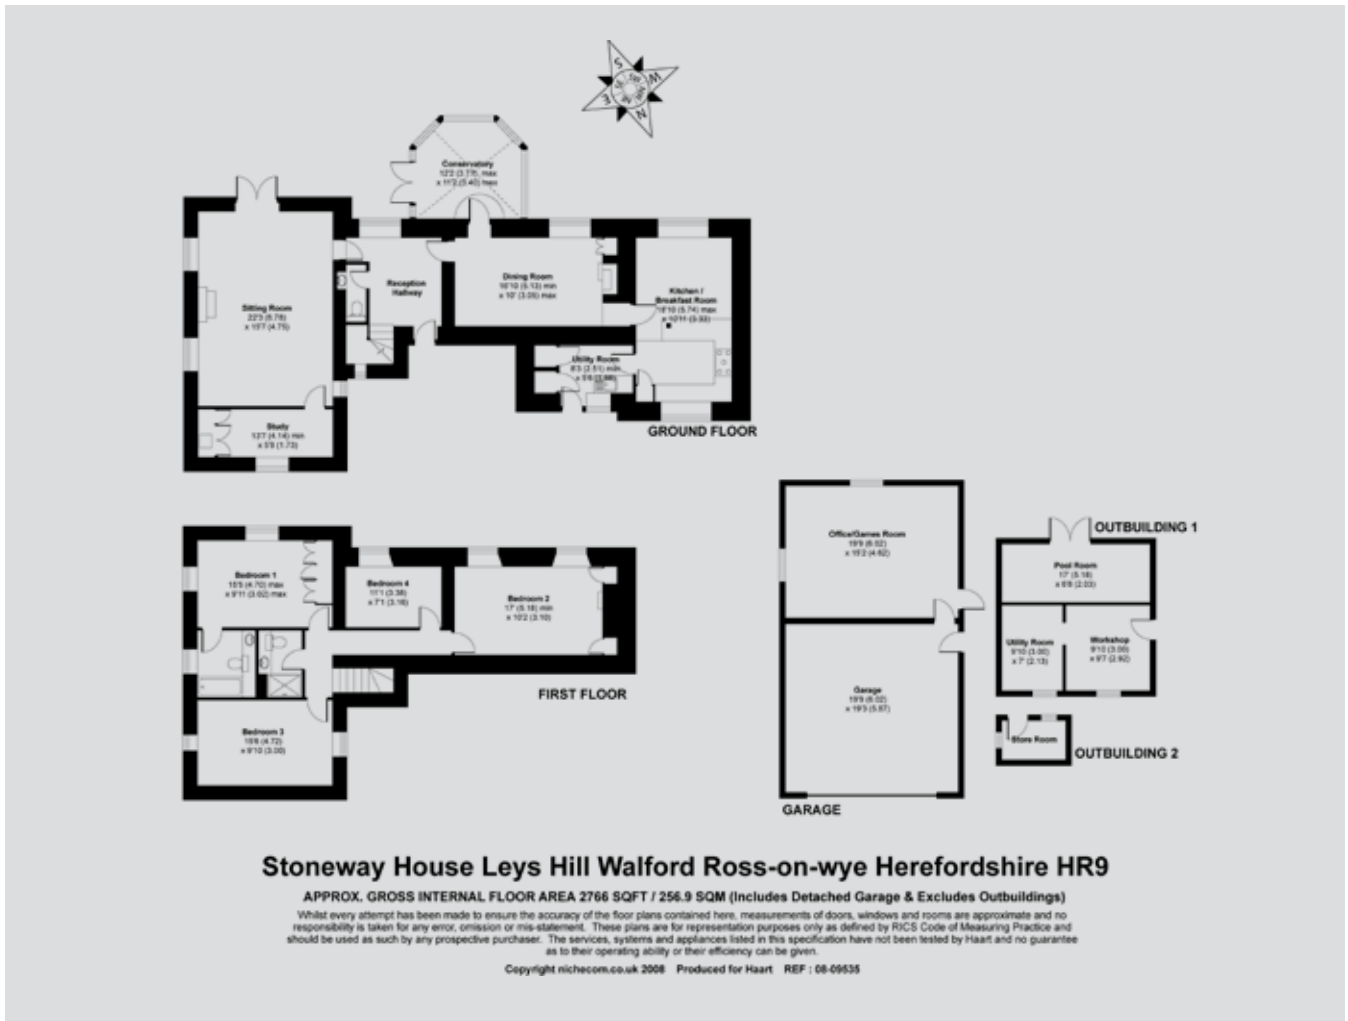 S
W
N
E
Conservatory
12'2 (3.71) max
x 11'2 (3.40) max
Sitting Room
22'3 (6.78)
x 15'7 (4.75)
Reception
Hallway
Dining Room
16'10 (5.13) min
x 10' (3.05) max
Kitchen /
Breakfast Room
18'10 (5.74) max
x 10'11 (3.33)
Utility Room
8'3 (2.51) min
Study
13'7 (4.14) min
x 5'8 (1.73)
GROUND FLOOR
Bedroom 1
15'5 (4.70) max
x 9'11 (3.02) max
Bedroom 4
11'1 (3.38)
x 7'1 (3.16)
Bedroom 2
17' (5.18) min
x 10'2 (3.10)
Bedroom 3
15'6 (4.72)
x 9'10 (3.00)
FIRST FLOOR
Office/Games Room
19'9 (6.02)
x 15'2 (4.62)
Garage
19'9 (6.02)
x 19'3 (5.87)
GARAGE
OUTBUILDING 1
Pool Room
17' (5.18)
x 6'8 (2.03)
Utility Room
9'10 (3.00)
x 7' (2.13)
Workshop
9'10 (3.00)
x 9'7 (2.92)
Store Room
OUTBUILDING 2
Stoneway House Leys Hill Walford Ross-on-wye Herefordshire HR9
APPROX. GROSS INTERNAL FLOOR AREA 2766 SQFT / 256.9 SQM (Includes Detached Garage & Excludes Outbuildings)
Whilst every attempt has been made to ensure the accuracy of the floor plans contained here, measurements of doors, windows and rooms are approximate and no
responsibility is taken for any error, omission or mis-statement. These plans are for representation purposes only as defined by RICS Code of Measuring Practice and
should be used as such by any prospective purchaser. The services, systems and appliances listed in this specification have not been tested by Haart and no guarantee
as to their operating ability or their efficiency can be given.
Copyright nichecom.co.uk 2008 Produced for Haart REF : 08-09535